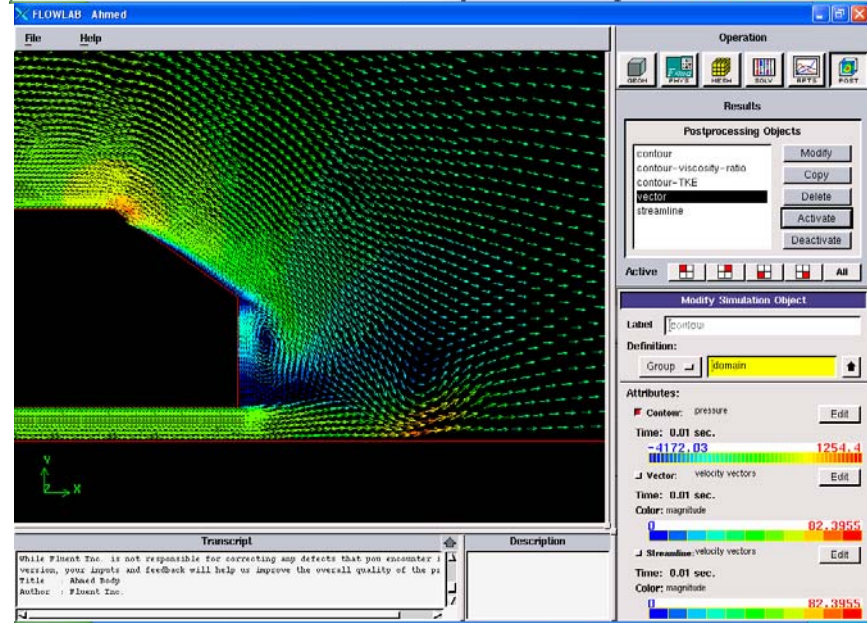 FLOWLAB Ahmed
File Help
Y
Z X
Transcript
While Fluent Inc. is not responsible for correcting any defects that you encounter i
version, your inputs and feedback will help us improve the overall quality of the pr
Title : Ahmed Body
Author : Fluent Inc.
Description
Operation
GEOM PHYS MESH SOLV RPTS POST
Results
Postprocessing Objects
contour
contour-viscosity-ratio
contour-TKE
vector
streamline
Modify
Copy
Delete
Activate
Deactivate
Active All
Modify Simulation Object
Label contour
Definition:
Group domain
Attributes:
Contour: pressure Edit
Time: 0.01 sec.
-4172.03 1254.4
Vector: velocity vectors Edit
Time: 0.01 sec.
Color: magnitude
0 82.3955
Streamline: velocity vectors Edit
Time: 0.01 sec.
Color: magnitude
0 82.3955